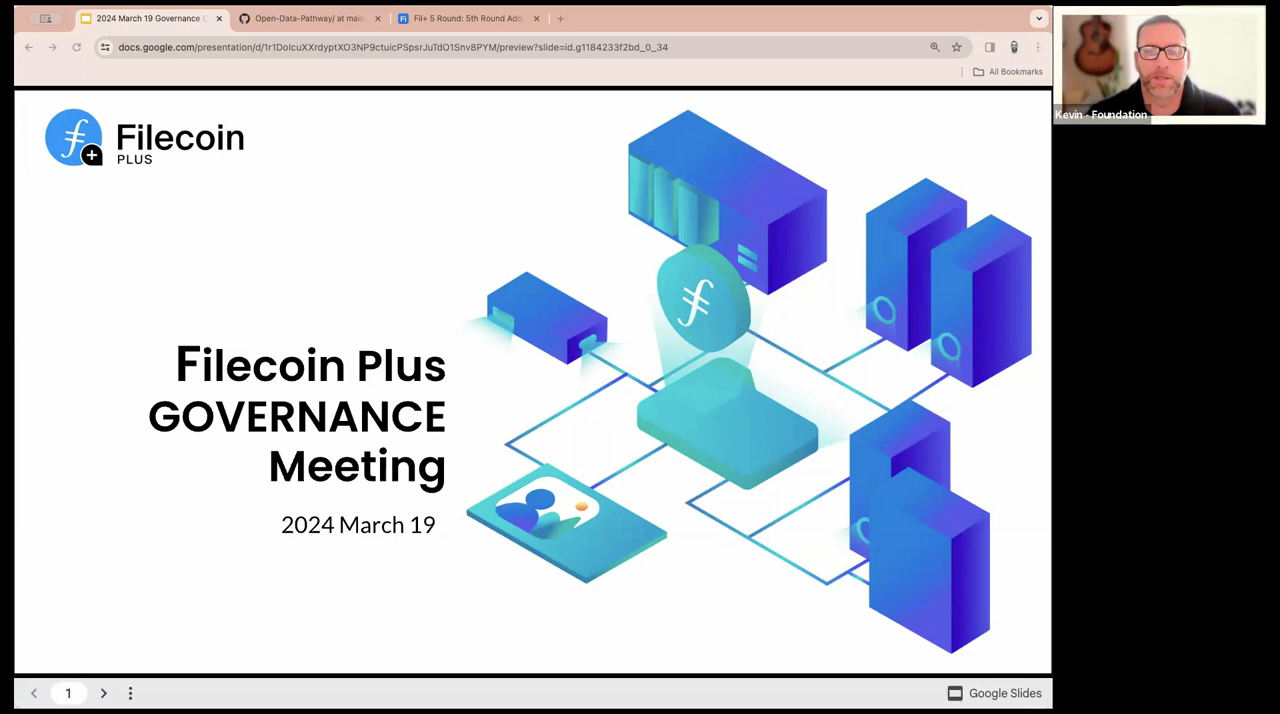 2024 March 19 Governance C
Open-Data-Pathway/ at main
Fil+ 5 Round: 5th Round Add
docs.google.com/presentation/d/1r1DolcuXXrdyptXO3NP9ctuicPSpsrJuTdO1Snv8PYM/preview?slide=id.g1184233f2bd_0_34
All Bookmarks
Filecoin
PLUS
Filecoin Plus
GOVERNANCE
Meeting
2024 March 19
1
Google Slides
Kevin - Foundation